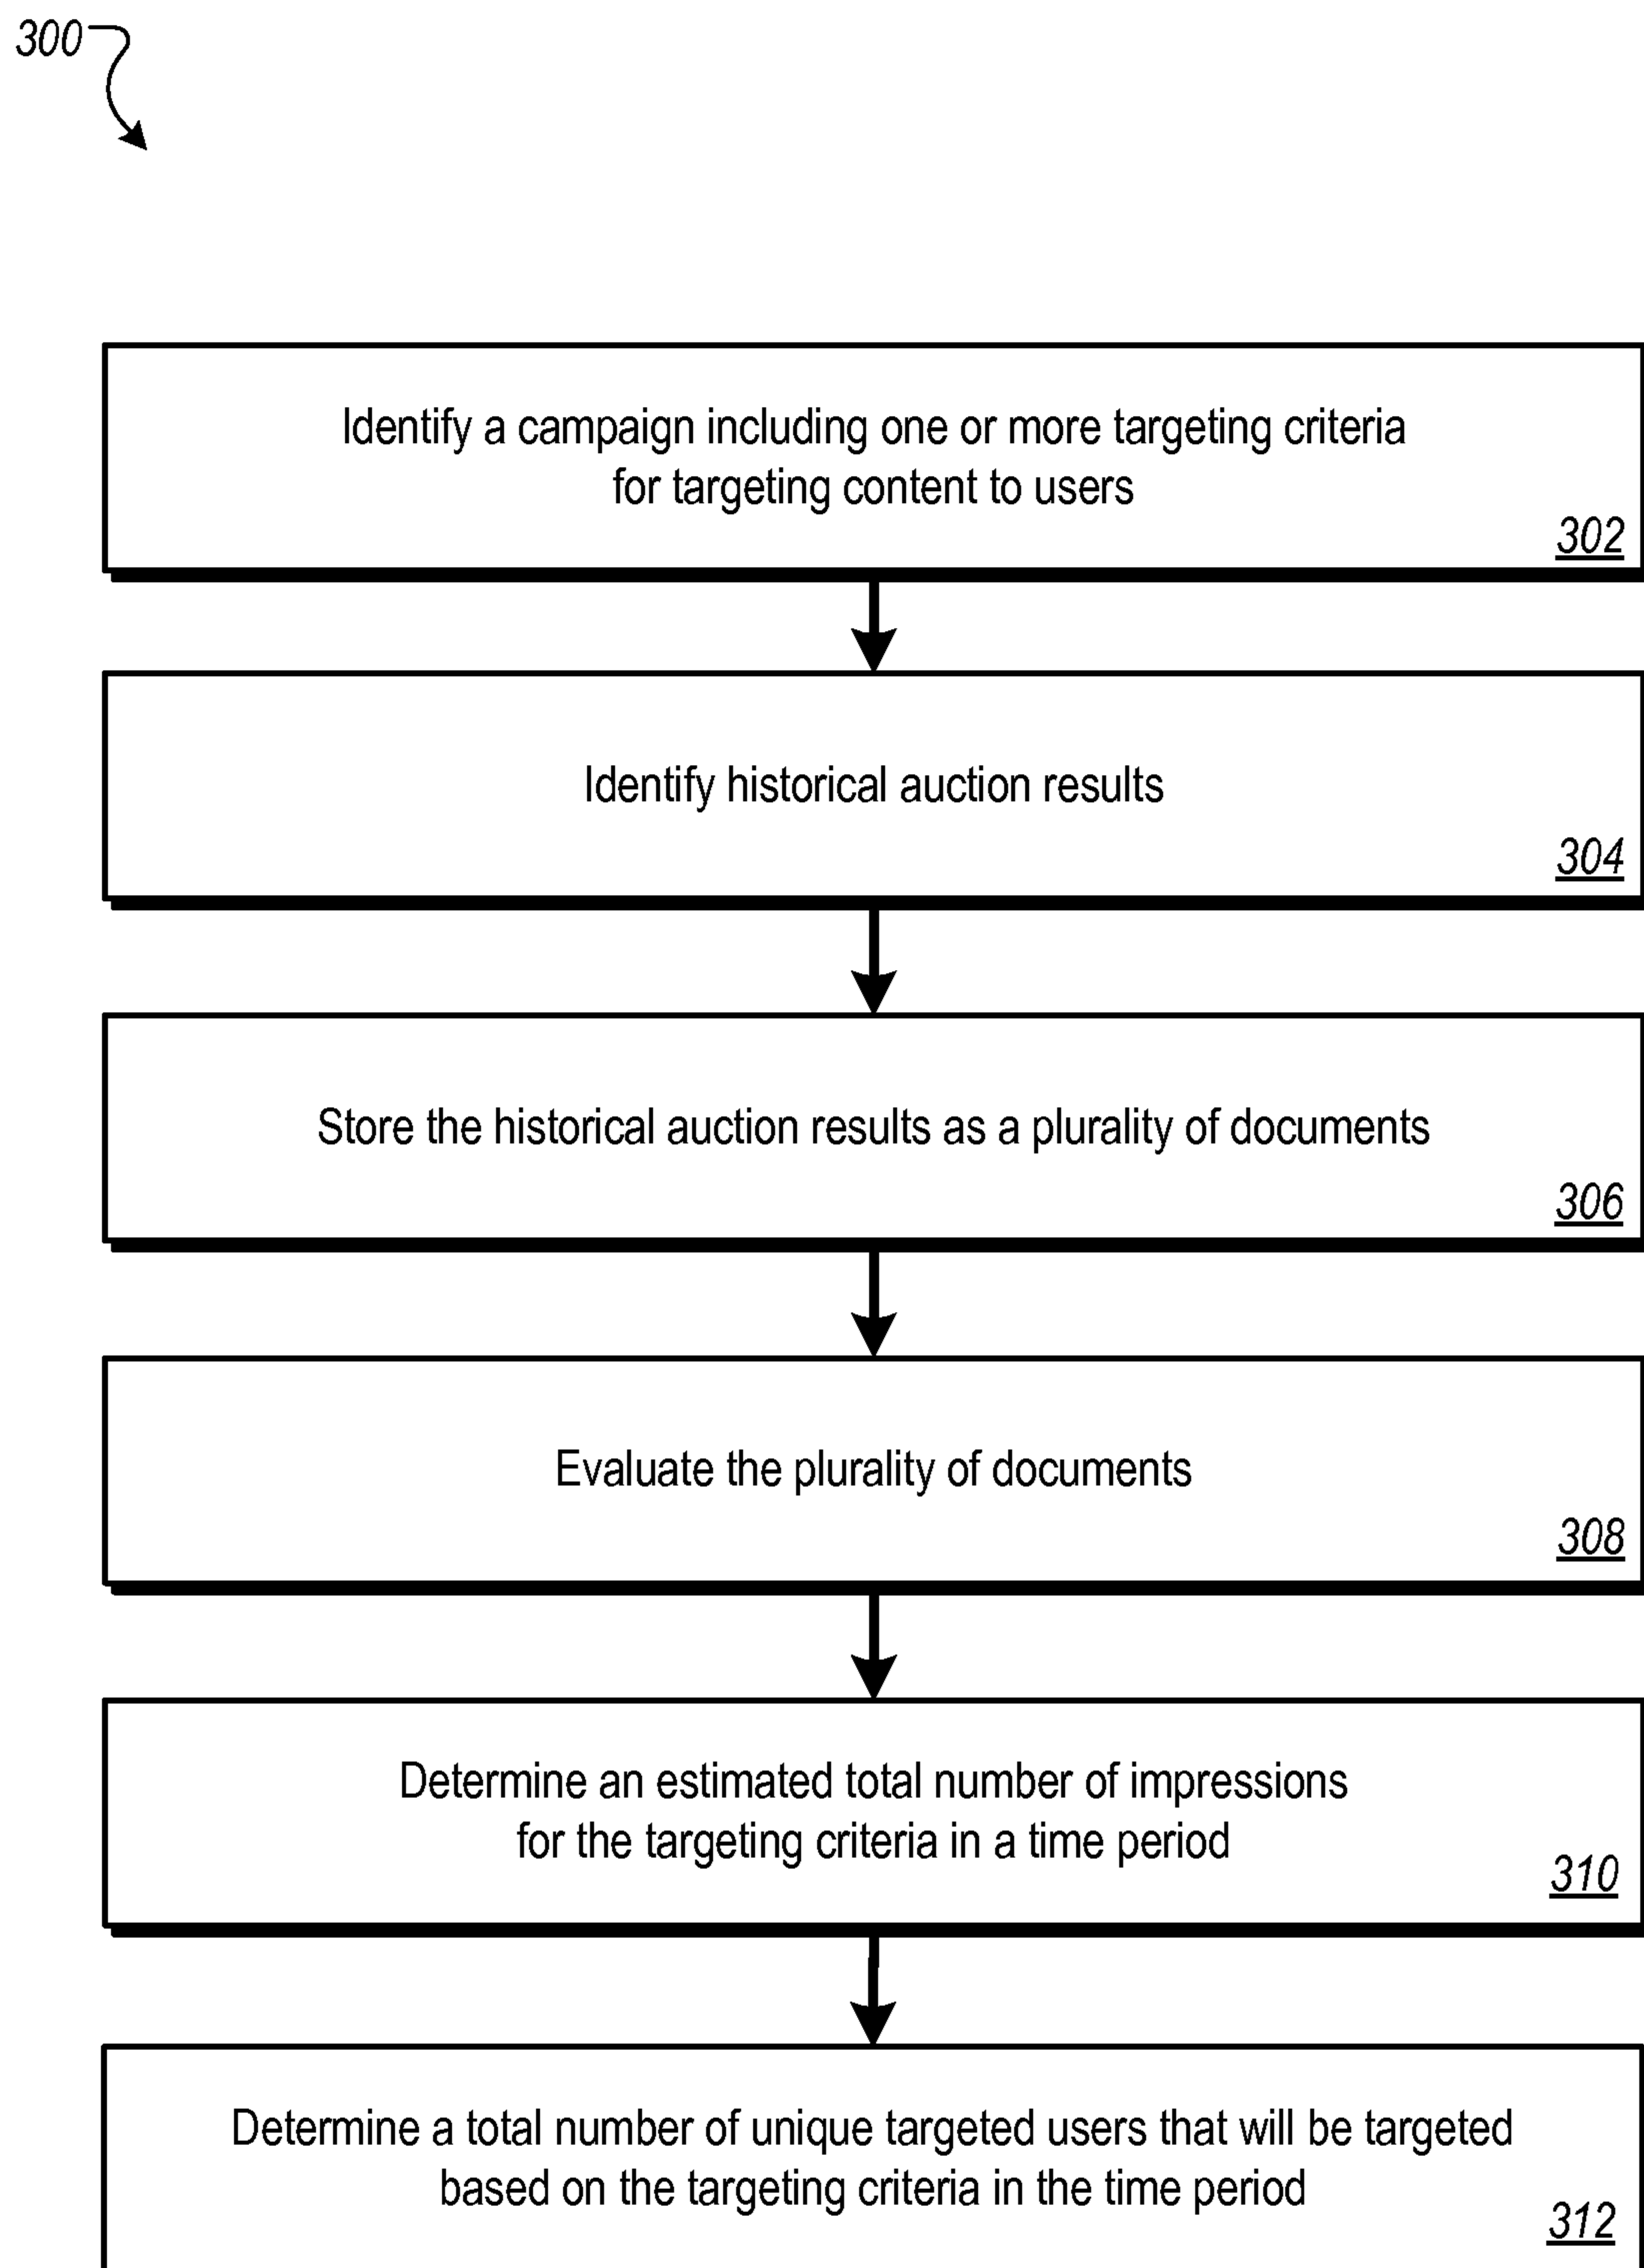 300
Identify a campaign including one or more targeting criteria
for targeting content to users
302
Identify historical auction results
304
Store the historical auction results as a plurality of documents
306
Evaluate the plurality of documents
308
Determine an estimated total number of impressions
for the targeting criteria in a time period
310
Determine a total number of unique targeted users that will be targeted
based on the targeting criteria in the time period
312